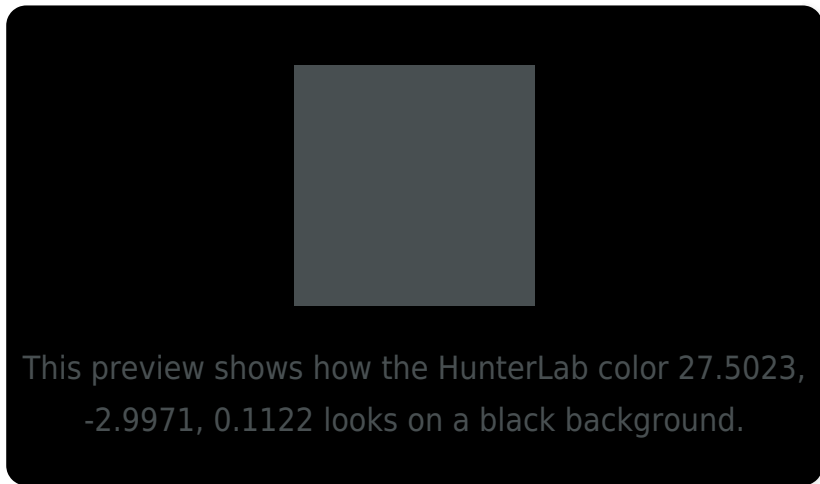 This preview shows how the HunterLab color 27.5023,
-2.9971, 0.1122 looks on a black background.